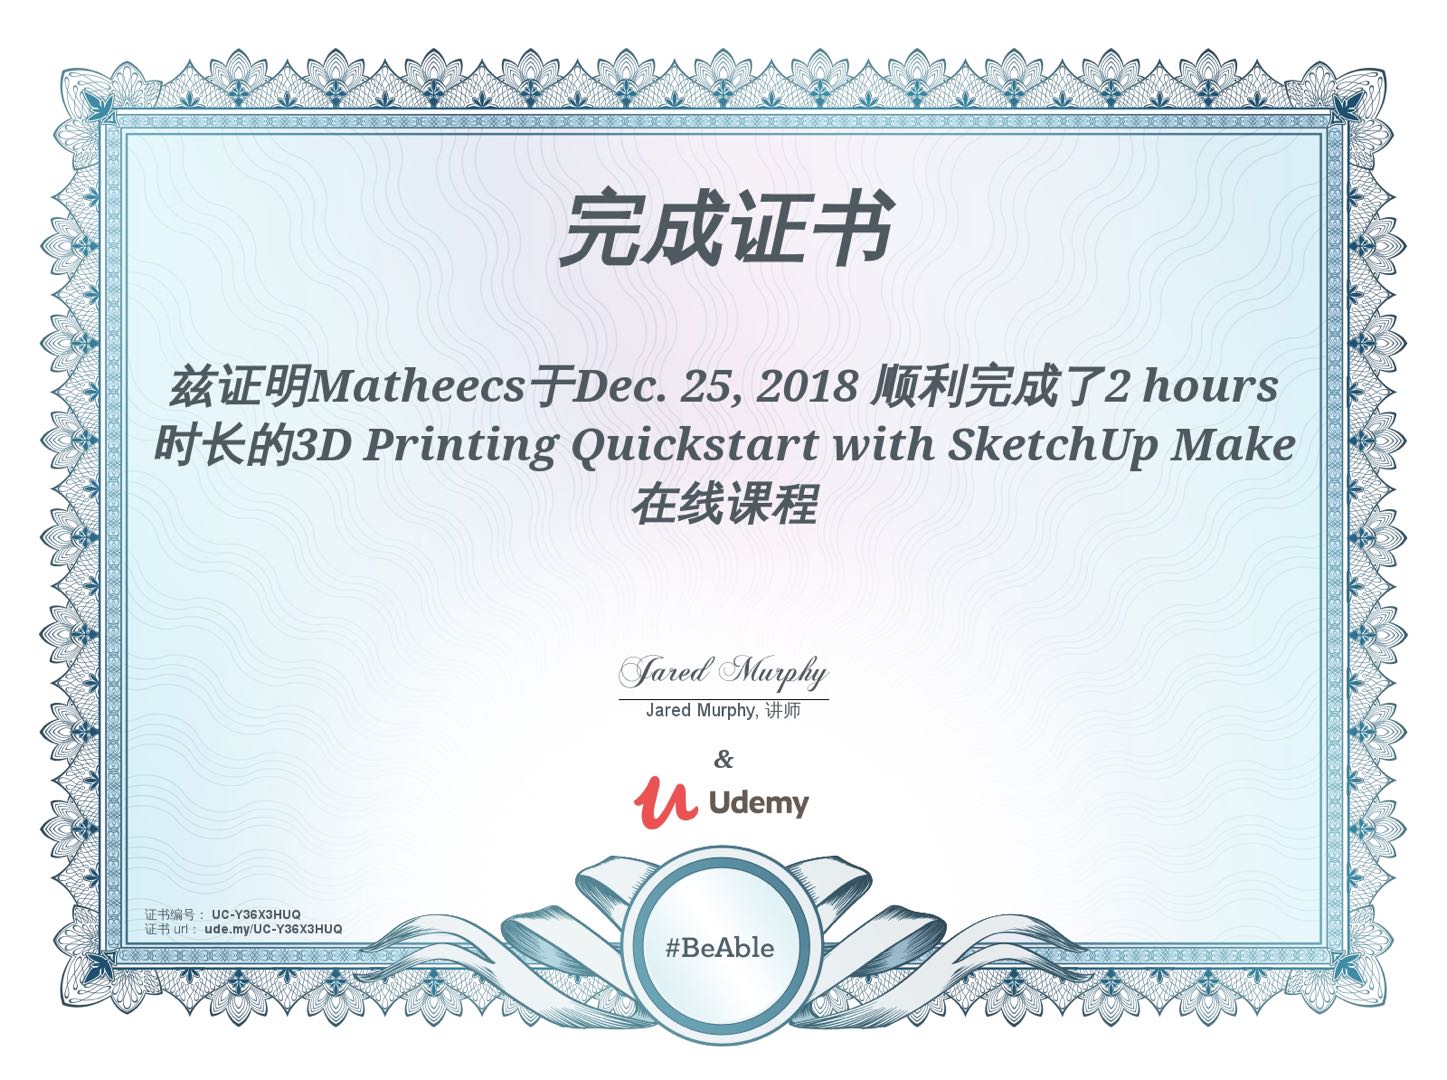 完成证书
兹证明Matheecs于Dec. 25, 2018 顺利完成了2 hours
时长的3D Printing Quickstart with SketchUp Make
在线课程
Jared Murphy
Jared Murphy, 讲师
&
Udemy
#BeAble
证书编号： UC-Y36X3HUQ
证书 url： ude.my/UC-Y36X3HUQ